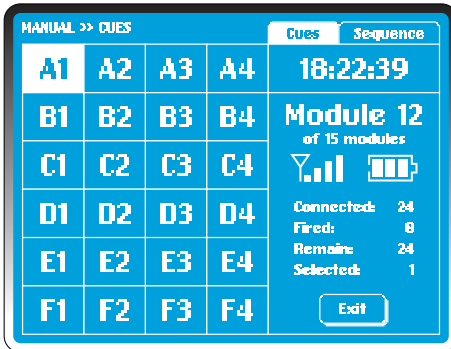 MANUAL >> CUES
Cues Sequence
A1 A2 A3 A4
18:22:39
B1 B2 B3 B4
Module 12
of 15 modules
C1 C2 C3 C4
D1 D2 D3 D4
Connected: 24
Fired: 0
E1 E2 E3 E4
Remain: 24
Selected: 1
F1 F2 F3 F4
Exit